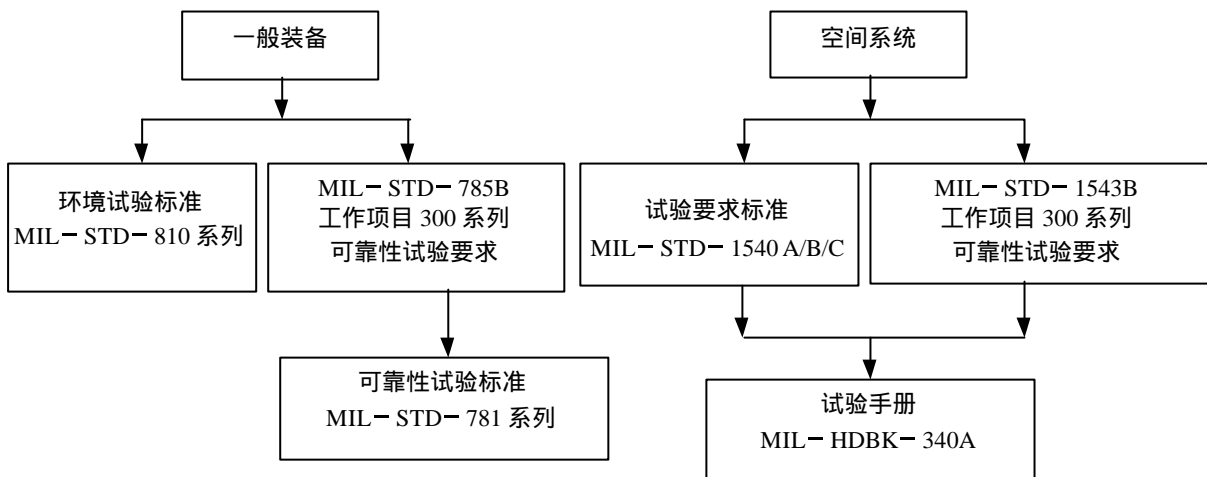 一般装备
空间系统
环境试验标准
MIL－STD－810 系列
MIL－STD－785B
工作项目 300 系列
可靠性试验要求
试验要求标准
MIL－STD－1540 A/B/C
MIL－STD－1543B
工作项目 300 系列
可靠性试验要求
可靠性试验标准
MIL－STD－781 系列
试验手册
MIL－HDBK－340A